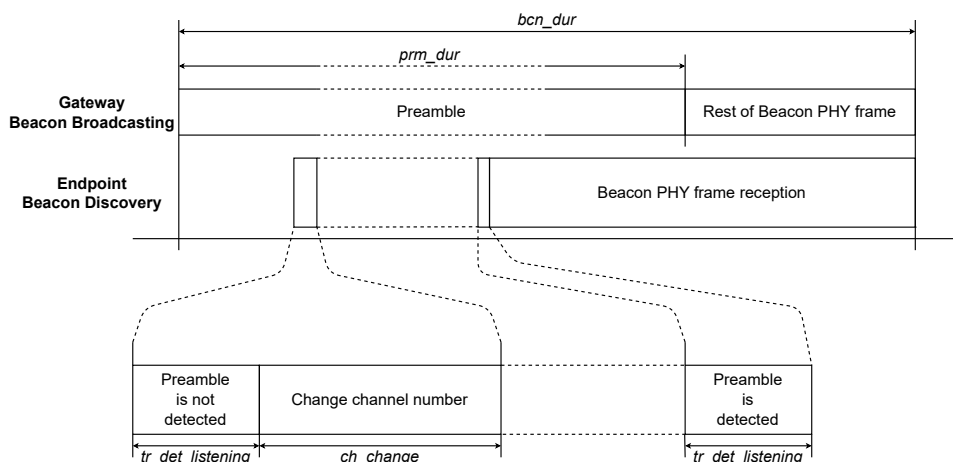 bcn_dur
prm_dur
Gateway
Beacon Broadcasting
Preamble
Rest of Beacon PHY frame
Endpoint
Beacon Discovery
Beacon PHY frame reception
Preamble
is not
detected
Change channel number
Preamble
is
detected
tr_det_listening
ch_change
tr_det_listening